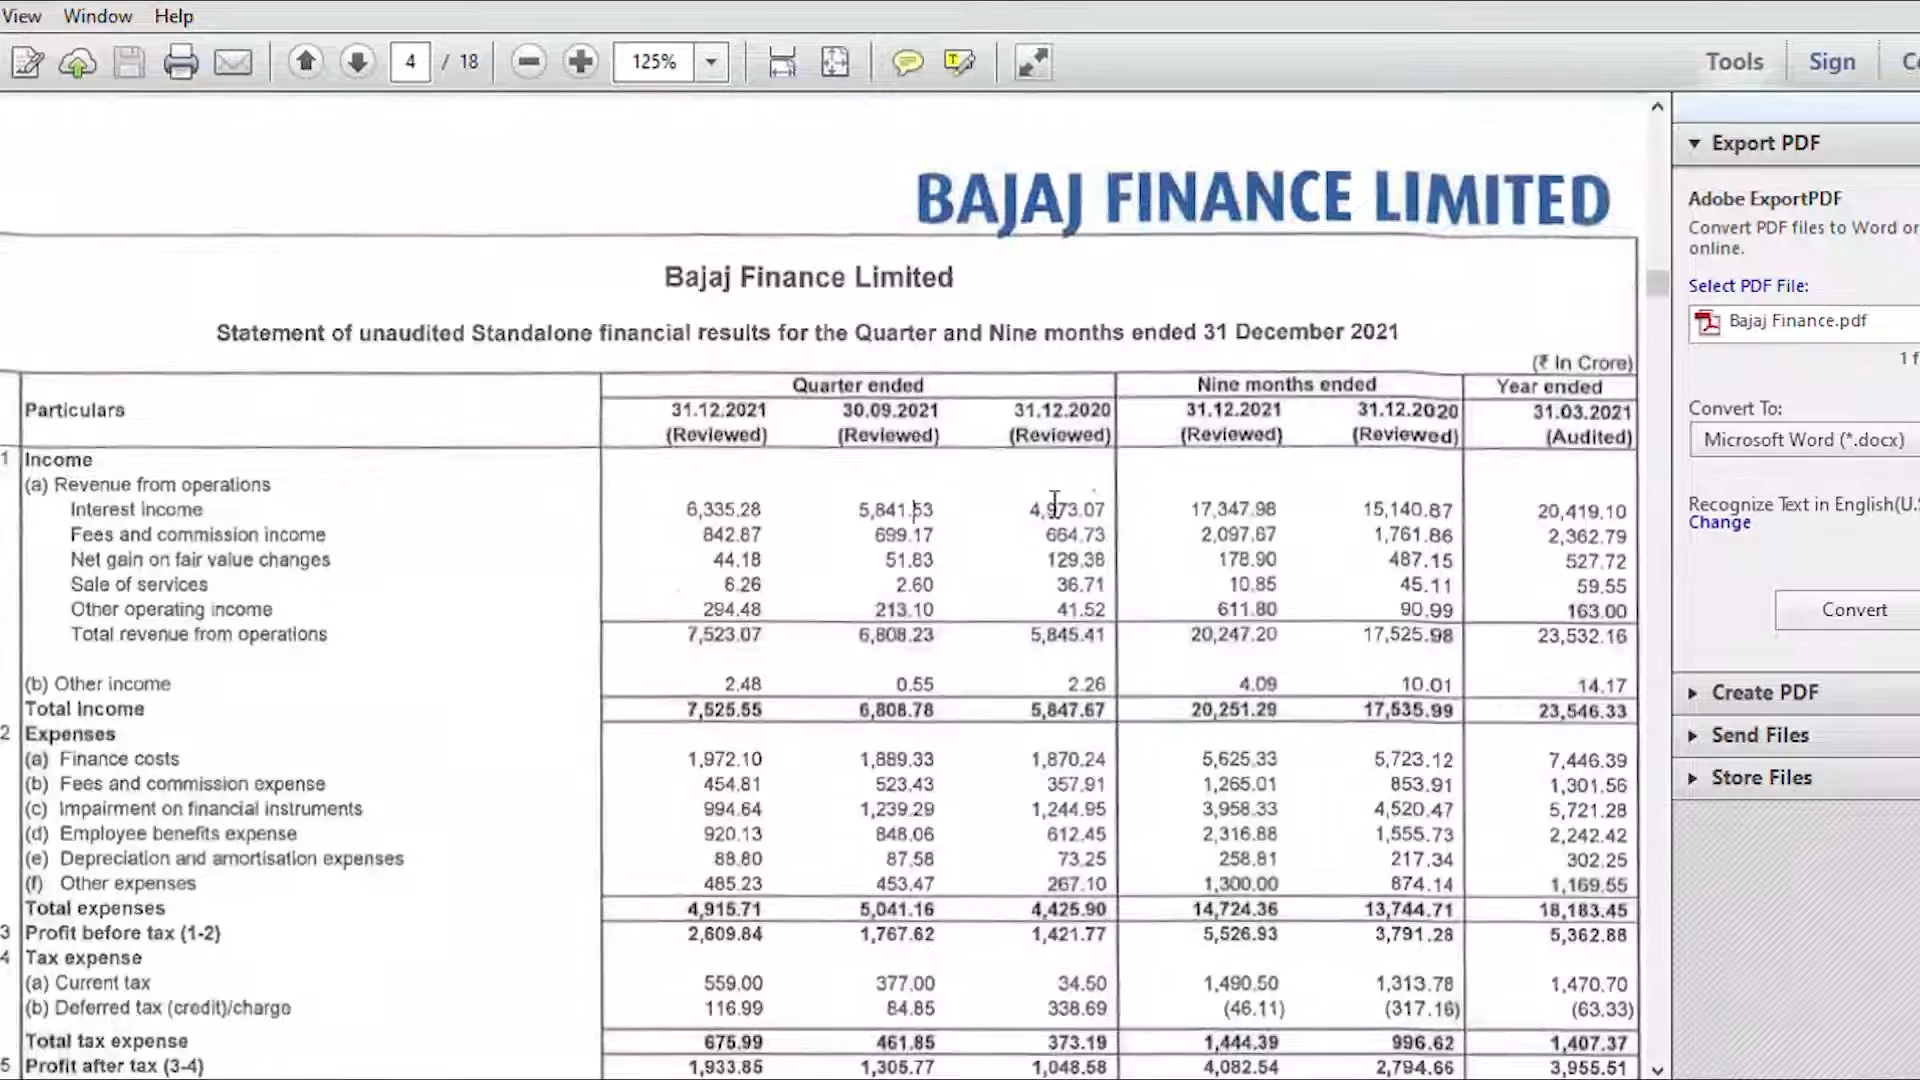 View Window Help
4 / 18 125% Tools Sign
BAJAJ FINANCE LIMITED
Bajaj Finance Limited
Statement of unaudited Standalone financial results for the Quarter and Nine months ended 31 December 2021
(₹ In Crore)
Particulars Quarter ended Nine months ended Year ended
31.12.2021 30.09.2021 31.12.2020 31.12.2021 31.12.2020 31.03.2021
(Reviewed) (Reviewed) (Reviewed) (Reviewed) (Reviewed) (Audited)
1 Income
(a) Revenue from operations
Interest income 6,335.28 5,841.53 4,973.07 17,347.98 15,140.87 20,419.10
Fees and commission income 842.87 699.17 664.73 2,097.67 1,761.86 2,362.79
Net gain on fair value changes 44.18 51.83 129.38 178.90 487.15 527.72
Sale of services 6.26 2.60 36.71 10.85 45.11 59.55
Other operating income 294.48 213.10 41.52 611.80 90.99 163.00
Total revenue from operations 7,523.07 6,808.23 5,845.41 20,247.20 17,525.98 23,532.16
(b) Other income 2.48 0.55 2.26 4.09 10.01 14.17
Total Income 7,525.55 6,808.78 5,847.67 20,251.29 17,535.99 23,546.33
2 Expenses
(a) Finance costs 1,972.10 1,889.33 1,870.24 5,625.33 5,723.12 7,446.39
(b) Fees and commission expense 454.81 523.43 357.91 1,265.01 853.91 1,301.56
(c) Impairment on financial instruments 994.64 1,239.29 1,244.95 3,958.33 4,520.47 5,721.28
(d) Employee benefits expense 920.13 848.06 612.45 2,316.88 1,555.73 2,242.42
(e) Depreciation and amortisation expenses 88.80 87.58 73.25 258.81 217.34 302.25
(f) Other expenses 485.23 453.47 267.10 1,300.00 874.14 1,169.55
Total expenses 4,915.71 5,041.16 4,425.90 14,724.36 13,744.71 18,183.45
3 Profit before tax (1-2) 2,609.84 1,767.62 1,421.77 5,526.93 3,791.28 5,362.88
4 Tax expense
(a) Current tax 559.00 377.00 34.50 1,490.50 1,313.78 1,470.70
(b) Deferred tax (credit)/charge 116.99 84.85 338.69 (46.11) (317.16) (63.33)
Total tax expense 675.99 461.85 373.19 1,444.39 996.62 1,407.37
5 Profit after tax (3-4) 1,933.85 1,305.77 1,048.58 4,082.54 2,794.66 3,955.51
Export PDF
Adobe ExportPDF
Convert PDF files to Word or
online.
Select PDF File:
Bajaj Finance.pdf
Convert To:
Microsoft Word (*.docx)
Recognize Text in English(U.
Change
Convert
Create PDF
Send Files
Store Files